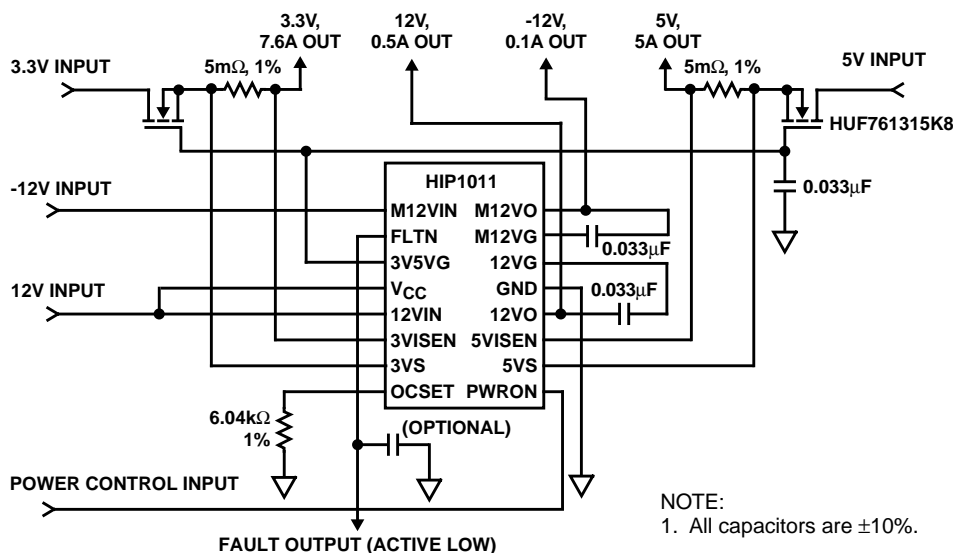 3.3V,
7.6A OUT
12V,
0.5A OUT
-12V,
0.1A OUT
5V,
5A OUT
3.3V INPUT
5mΩ, 1%
5mΩ, 1%
5V INPUT
HUF761315K8
0.033µF
HIP1011
-12V INPUT
M12VIN
M12VO
FLTN
M12VG
0.033µF
3V5VG
12VG
VCC
GND
0.033µF
12V INPUT
12VIN
12VO
3VISEN
5VISEN
3VS
5VS
OCSET
PWRON
6.04kΩ
1%
(OPTIONAL)
POWER CONTROL INPUT
FAULT OUTPUT (ACTIVE LOW)
NOTE:
1. All capacitors are ±10%.